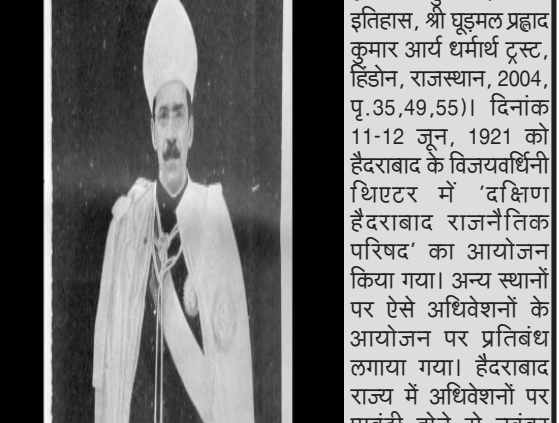 इतिहास, श्री घूड़मल प्रह्लाद
कुमार आर्य धर्मार्थ ट्रस्ट,
हिंडोन, राजस्थान, 2004,
पृ.35,49,55)। दिनांक
11-12 जून, 1921 को
हैदराबाद के विजयवर्धिनी
थिएटर में 'दक्षिण
हैदराबाद राजनैतिक
परिषद' का आयोजन
किया गया। अन्य स्थानों
पर ऐसे अधिवेशनों के
आयोजन पर प्रतिबंध
लगाया गया। हैदराबाद
राज्य में अधिवेशनों पर